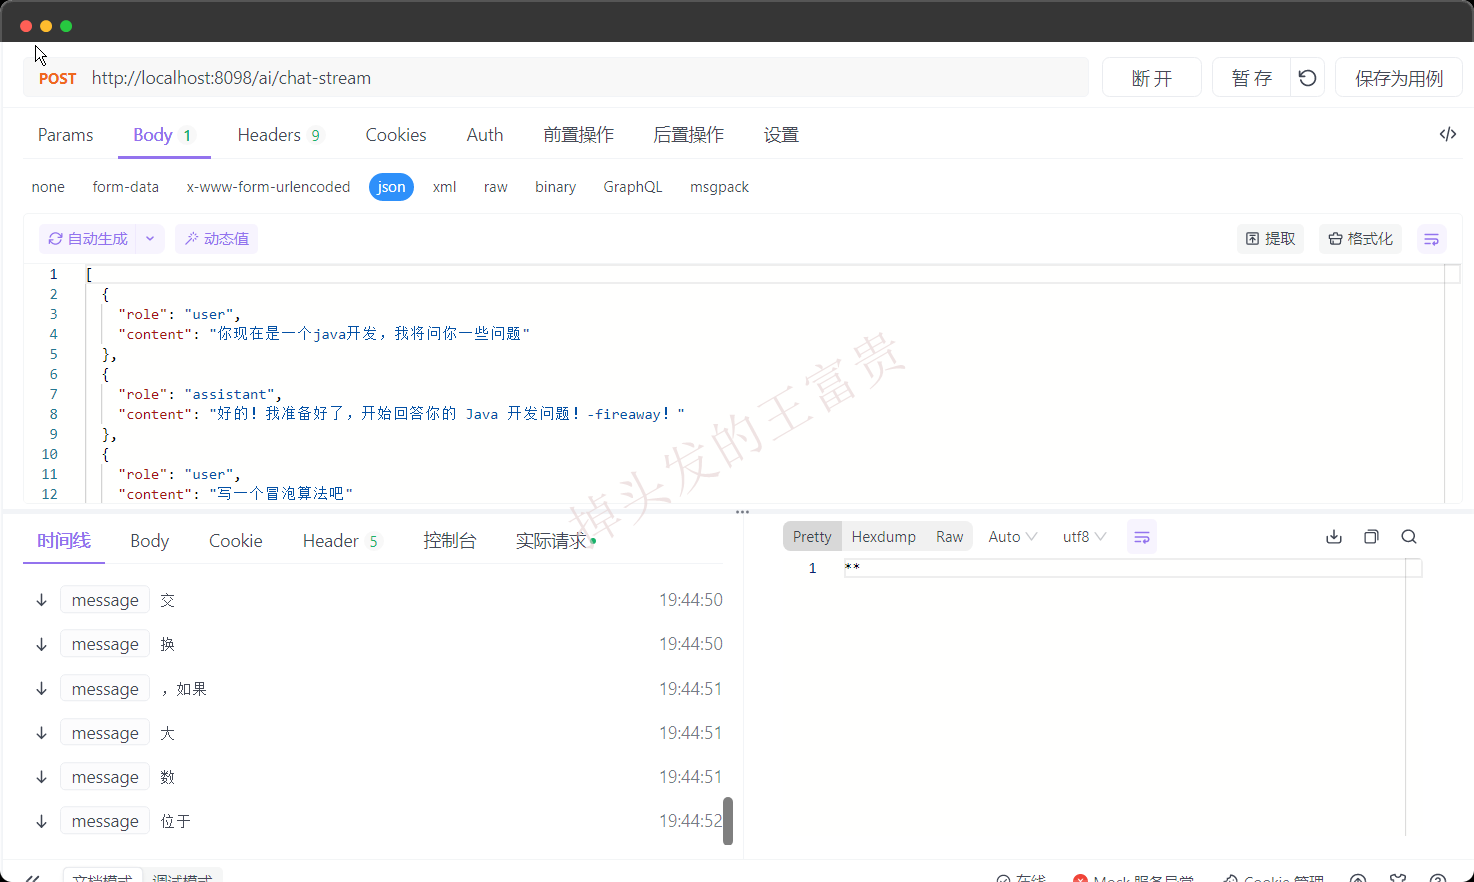 POST http://localhost:8098/ai/chat-stream 断开 暂存 保存为用例
Params Body 1 Headers 9 Cookies Auth 前置操作 后置操作 设置
none form-data x-www-form-urlencoded json xml raw binary GraphQL msgpack
自动生成 动态值 提取 格式化
1 [
2 {
3 "role": "user",
4 "content": "你现在是一个java开发，我将问你一些问题"
5 },
6 {
7 "role": "assistant",
8 "content": "好的！我准备好了，开始回答你的 Java 开发问题！-fireaway！"
9 },
10 {
11 "role": "user",
12 "content": "写一个冒泡算法吧"
掉头发的王富贵
时间线 Body Cookie Header 5 控制台 实际请求 Pretty Hexdump Raw Auto utf8
1 **
message 交 19:44:50
message 换 19:44:50
message ，如果 19:44:51
message 大 19:44:51
message 数 19:44:51
message 位于 19:44:52
文档模式 调试模式 在线 Mock 服务异常 Cookie 管理